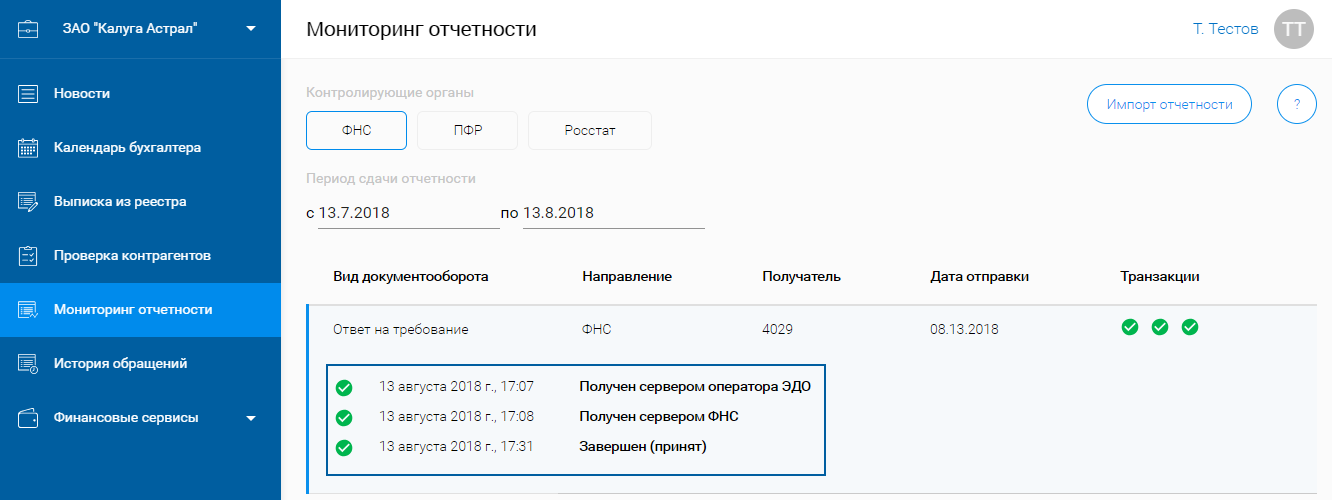 ЗАО "Калуга Астрал"
Мониторинг отчетности
Т. Тестов
ТТ
Новости
Календарь бухгалтера
Выписка из реестра
Проверка контрагентов
Мониторинг отчетности
История обращений
Финансовые сервисы
Контролирующие органы
ФНС ПФР Росстат
Импорт отчетности
?
Период сдачи отчетности
с 13.7.2018 по 13.8.2018
Вид документооборота Направление Получатель Дата отправки Транзакции
Ответ на требование ФНС 4029 08.13.2018
13 августа 2018 г., 17:07 Получен сервером оператора ЭДО
13 августа 2018 г., 17:08 Получен сервером ФНС
13 августа 2018 г., 17:31 Завершен (принят)